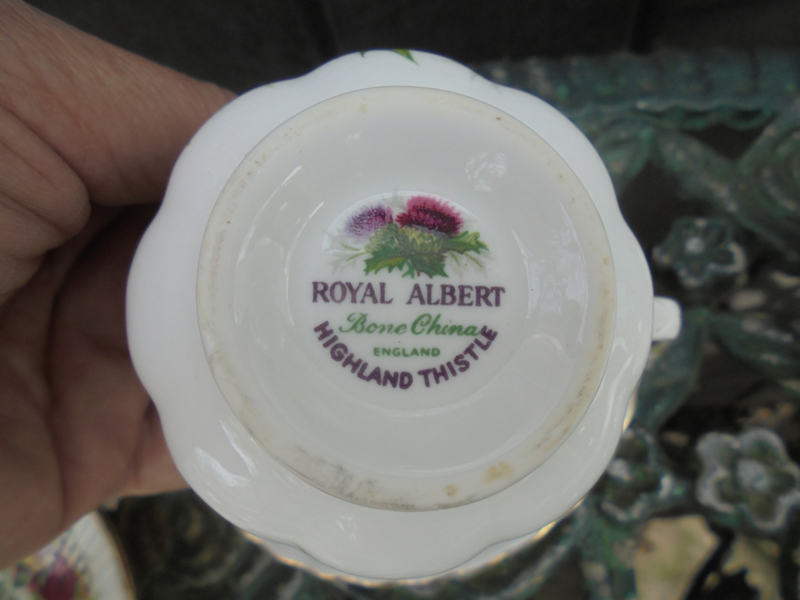 ROYAL ALBERT
Bone China
ENGLAND
HIGHLAND THISTLE